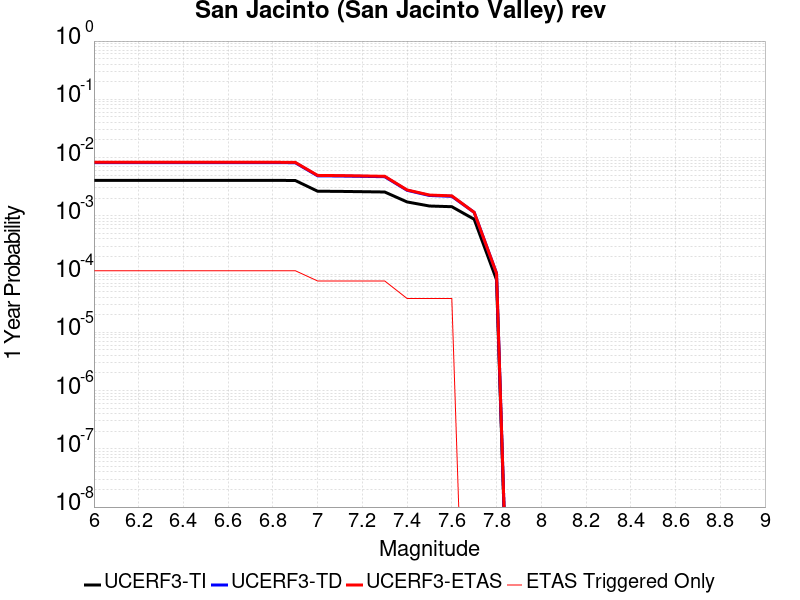 San Jacinto (San Jacinto Valley) rev
10^0
10^-1
10^-2
10^-3
10^-4
10^-5
10^-6
10^-7
10^-8
1 Year Probability
6 6.2 6.4 6.6 6.8 7 7.2 7.4 7.6 7.8 8 8.2 8.4 8.6 8.8 9
Magnitude
UCERF3-TI UCERF3-TD UCERF3-ETAS ETAS Triggered Only